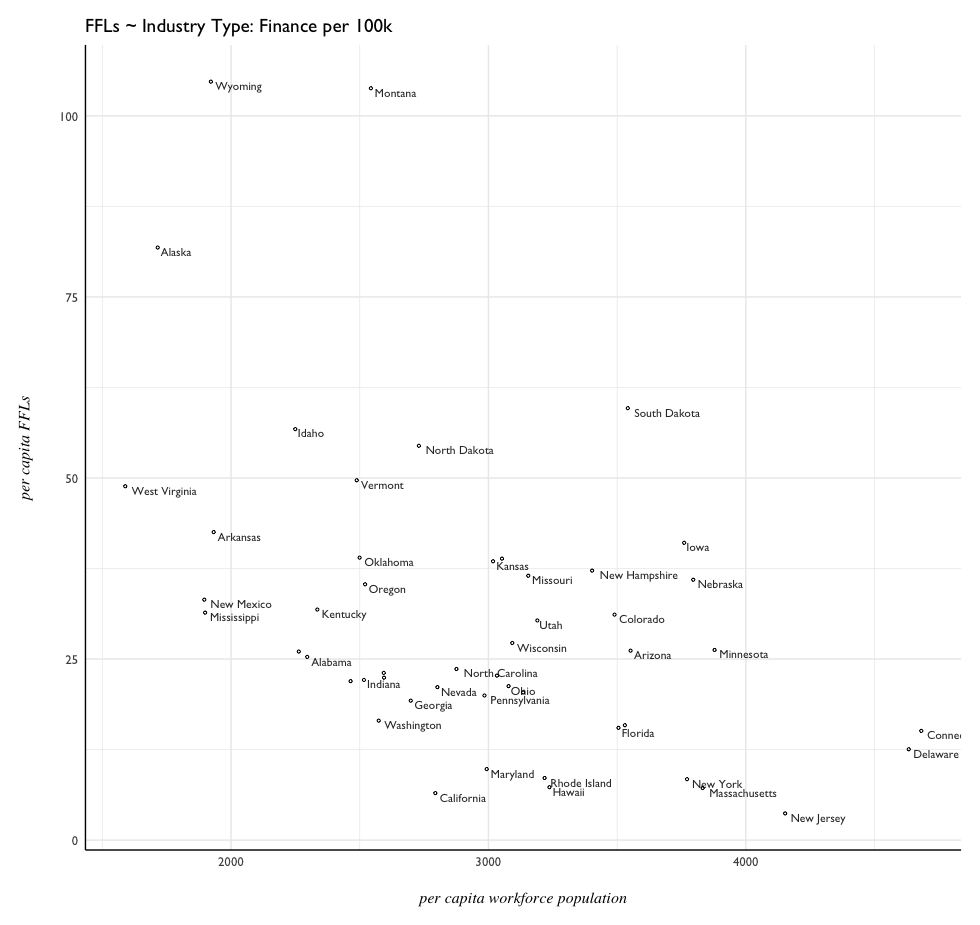 FFLs ~ Industry Type: Finance per 100k
Wyoming
Montana
100
Alaska
75
per capita FFLs
South Dakota
Idaho
North Dakota
50
Vermont
West Virginia
Arkansas
Iowa
Oklahoma
Kansas
New Hampshire
Missouri
Nebraska
Oregon
New Mexico
Kentucky
Mississippi
Colorado
Utah
Wisconsin
25
Alabama
Arizona
Minnesota
North Carolina
Indiana
Nevada
Ohio
Pennsylvania
Georgia
Washington
Florida
Connec
Delaware
Maryland
Rhode Island
New York
Hawaii
Massachusetts
California
New Jersey
0
2000 3000 4000
per capita workforce population